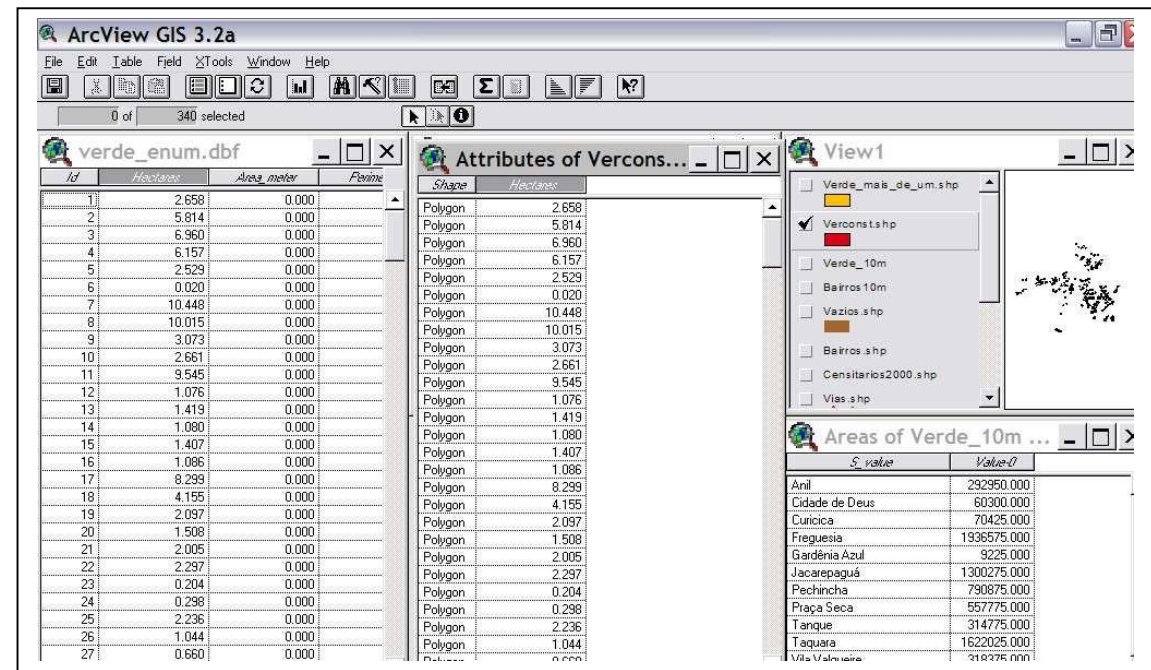 ArcView GIS 3.2a
File Edit Table Field XTools Window Help
0 of 340 selected
verde_enum.dbf
Id Hectares Area_meter Perime
1 2.658 0.000
2 5.814 0.000
3 6.960 0.000
4 6.157 0.000
5 2.529 0.000
6 0.020 0.000
7 10.448 0.000
8 10.015 0.000
9 3.073 0.000
10 2.661 0.000
11 9.545 0.000
12 1.076 0.000
13 1.419 0.000
14 1.080 0.000
15 1.407 0.000
16 1.086 0.000
17 8.299 0.000
18 4.155 0.000
19 2.097 0.000
20 1.508 0.000
21 2.005 0.000
22 2.297 0.000
23 0.204 0.000
24 0.298 0.000
25 2.236 0.000
26 1.044 0.000
27 0.660 0.000
Attributes of Vercons...
Shape Hectares
Polygon 2.658
Polygon 5.814
Polygon 6.960
Polygon 6.157
Polygon 2.529
Polygon 0.020
Polygon 10.448
Polygon 10.015
Polygon 3.073
Polygon 2.661
Polygon 9.545
Polygon 1.076
Polygon 1.419
Polygon 1.080
Polygon 1.407
Polygon 1.086
Polygon 8.299
Polygon 4.155
Polygon 2.097
Polygon 1.508
Polygon 2.005
Polygon 2.297
Polygon 0.204
Polygon 0.298
Polygon 2.236
Polygon 1.044
View1
Verde_mais_de_um.shp
Verconst.shp
Verde_10m
Bairros10m
Vazios.shp
Bairros.shp
Censitarios2000.shp
Vias.shp
Areas of Verde_10m ...
S_value Value-0
Anil 292950.000
Cidade de Deus 60300.000
Curicica 70425.000
Freguesia 1936575.000
Gardênia Azul 9225.000
Jacarepaguá 1300275.000
Pechincha 790875.000
Praça Seca 557775.000
Tanque 314775.000
Taquara 1622025.000
Vila Valqueire 318375.000